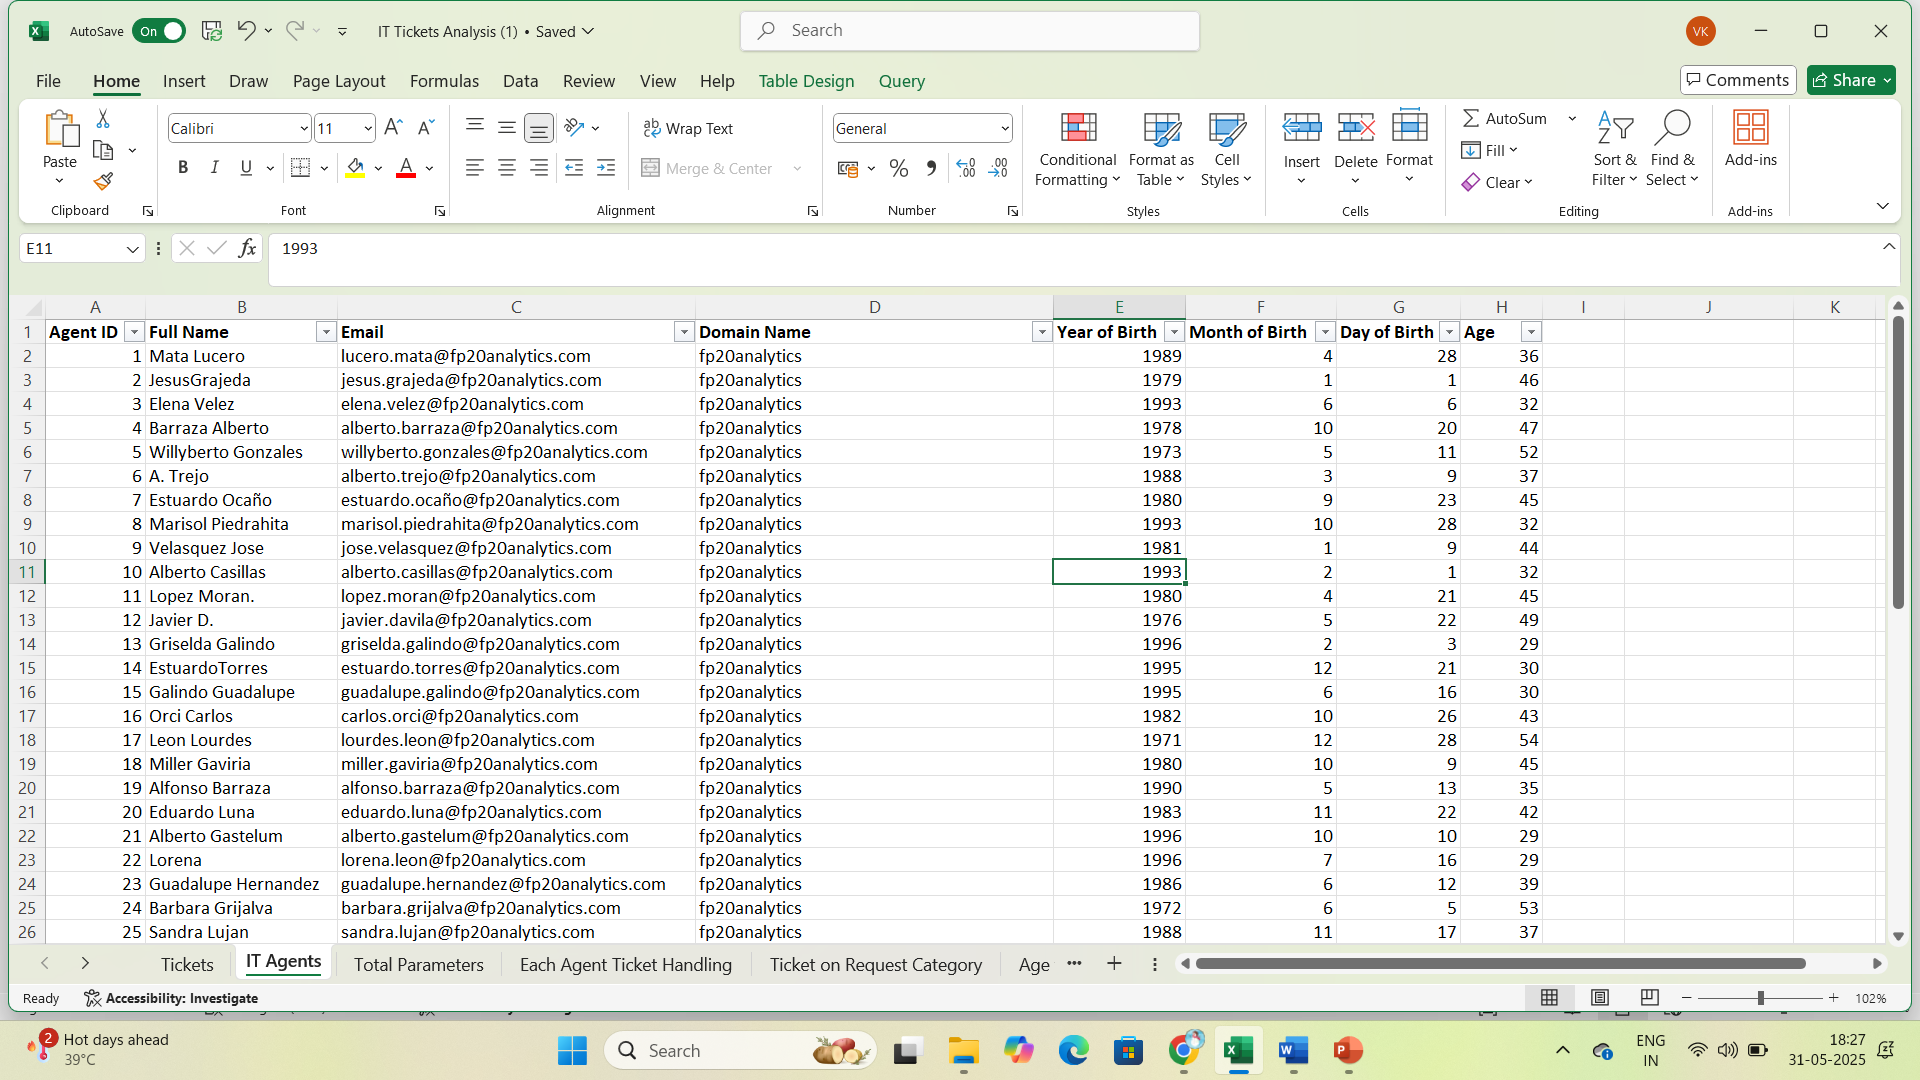 AutoSave On IT Tickets Analysis (1) • Saved Search VK
File Home Insert Draw Page Layout Formulas Data Review View Help Table Design Query Comments Share
Paste Calibri 11 Wrap Text General Conditional Formatting Format as Table Cell Styles Insert Delete Format AutoSum Sort & Filter Find & Select Add-ins
B I U A Merge & Center % Fill
Clear
Clipboard Font Alignment Number Styles Cells Editing Add-ins
E11 fx 1993
A B C D E F G H I J K
1 Agent ID Full Name Email Domain Name Year of Birth Month of Birth Day of Birth Age
2 1 Mata Lucero lucero.mata@fp20analytics.com fp20analytics 1989 4 28 36
3 2 JesusGrajeda jesus.grajeda@fp20analytics.com fp20analytics 1979 1 1 46
4 3 Elena Velez elena.velez@fp20analytics.com fp20analytics 1993 6 6 32
5 4 Barraza Alberto alberto.barraza@fp20analytics.com fp20analytics 1978 10 20 47
6 5 Willyberto Gonzales willyberto.gonzales@fp20analytics.com fp20analytics 1973 5 11 52
7 6 A. Trejo alberto.trejo@fp20analytics.com fp20analytics 1988 3 9 37
8 7 Estuardo Ocaño estuardo.ocaño@fp20analytics.com fp20analytics 1980 9 23 45
9 8 Marisol Piedrahita marisol.piedrahita@fp20analytics.com fp20analytics 1993 10 28 32
10 9 Velasquez Jose jose.velasquez@fp20analytics.com fp20analytics 1981 1 9 44
11 10 Alberto Casillas alberto.casillas@fp20analytics.com fp20analytics 1993 2 1 32
12 11 Lopez Moran. lopez.moran@fp20analytics.com fp20analytics 1980 4 21 45
13 12 Javier D. javier.davila@fp20analytics.com fp20analytics 1976 5 22 49
14 13 Griselda Galindo griselda.galindo@fp20analytics.com fp20analytics 1996 2 3 29
15 14 EstuardoTorres estuardo.torres@fp20analytics.com fp20analytics 1995 12 21 30
16 15 Galindo Guadalupe guadalupe.galindo@fp20analytics.com fp20analytics 1995 6 16 30
17 16 Orci Carlos carlos.orci@fp20analytics.com fp20analytics 1982 10 26 43
18 17 Leon Lourdes lourdes.leon@fp20analytics.com fp20analytics 1971 12 28 54
19 18 Miller Gaviria miller.gaviria@fp20analytics.com fp20analytics 1980 10 9 45
20 19 Alfonso Barraza alfonso.barraza@fp20analytics.com fp20analytics 1990 5 13 35
21 20 Eduardo Luna eduardo.luna@fp20analytics.com fp20analytics 1983 11 22 42
22 21 Alberto Gastelum alberto.gastelum@fp20analytics.com fp20analytics 1996 10 10 29
23 22 Lorena lorena.leon@fp20analytics.com fp20analytics 1996 7 16 29
24 23 Guadalupe Hernandez guadalupe.hernandez@fp20analytics.com fp20analytics 1986 6 12 39
25 24 Barbara Grijalva barbara.grijalva@fp20analytics.com fp20analytics 1972 6 5 53
26 25 Sandra Lujan sandra.lujan@fp20analytics.com fp20analytics 1988 11 17 37
Tickets IT Agents Total Parameters Each Agent Ticket Handling Ticket on Request Category Age
Ready Accessibility: Investigate 102%
2 Hot days ahead Search ENG 18:27
39°C IN 31-05-2025